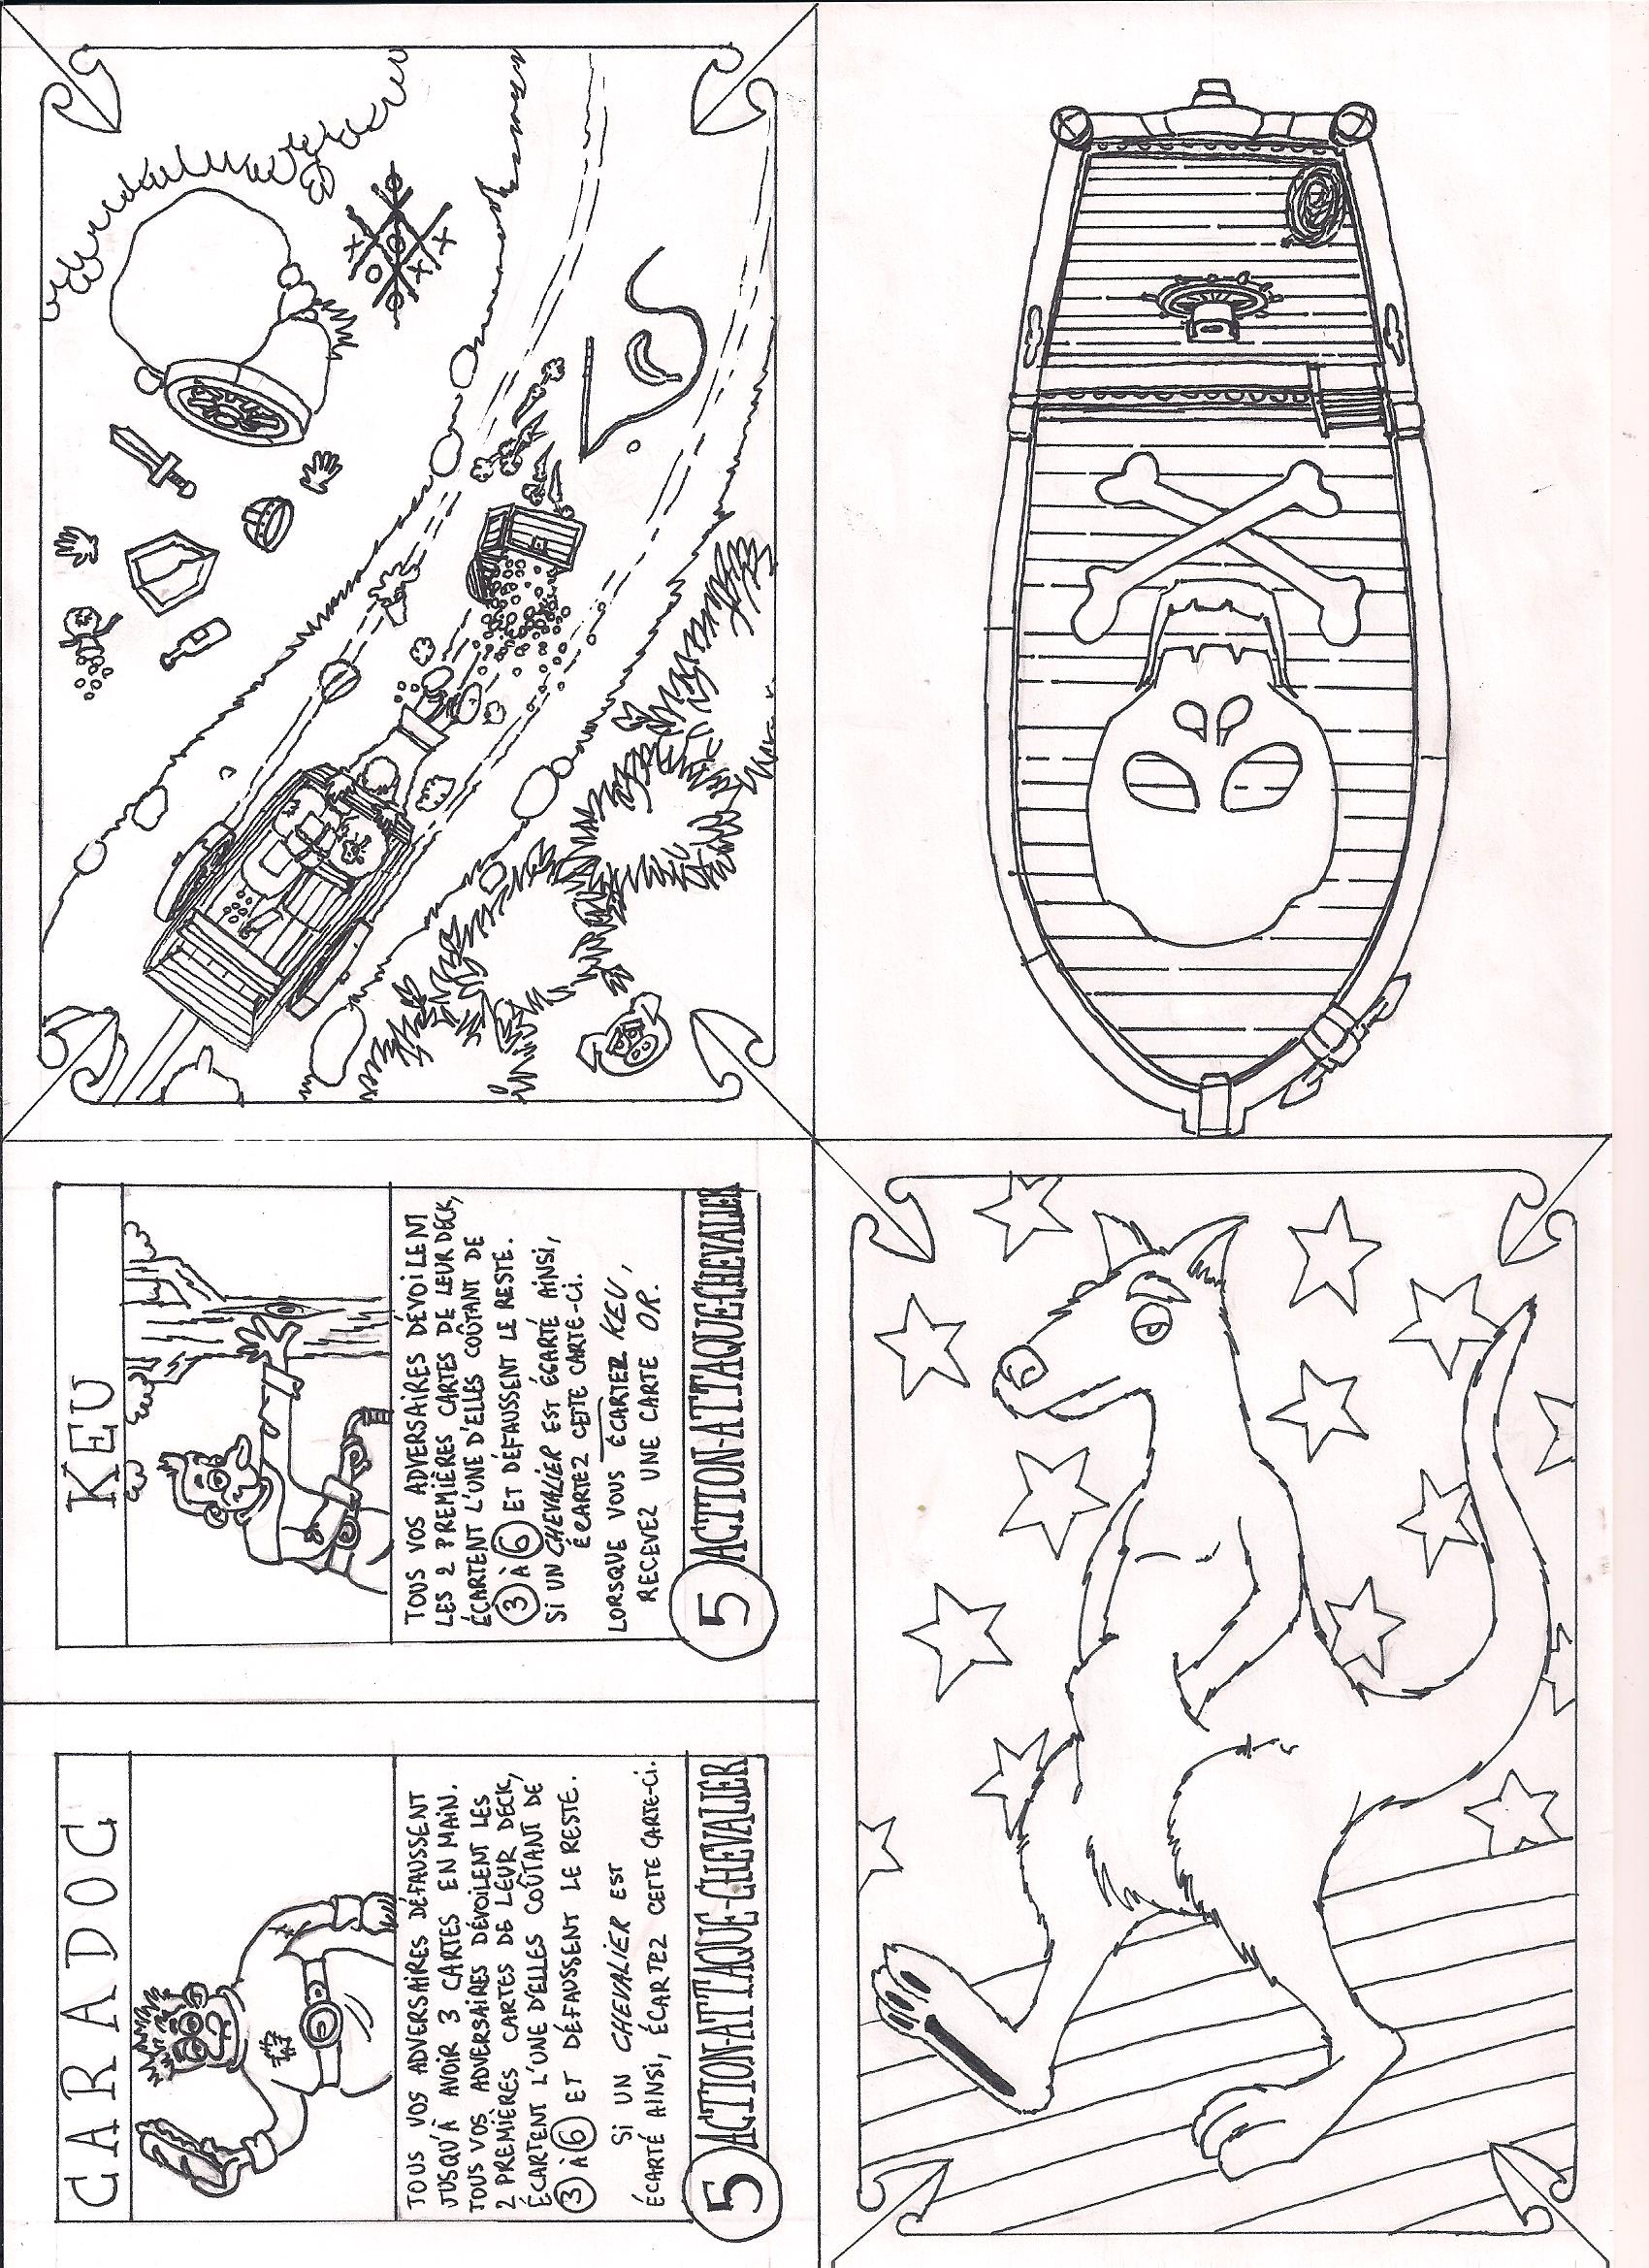 KEU
TOUS VOS ADVERSAIRES DÉVOILENT
LES 2 PREMIÈRES CARTES DE LEUR DECK,
ÉCARTENT L'UNE D'ELLES COÛTANT DE
3 À 6 ET DÉFAUSSENT LE RESTE.
SI UN CHEVALIER EST ÉCARTÉ AINSI,
ÉCARTEZ CETTE CARTE-CI.
LORSQUE VOUS ÉCARTEZ KEU,
RECEVEZ UNE CARTE OR.
5 ACTION-ATTAQUE-CHEVALIER
CARADOC
TOUS VOS ADVERSAIRES DÉFAUSSENT
JUSQU'À AVOIR 3 CARTES EN MAIN.
TOUS VOS ADVERSAIRES DÉVOILENT LES
2 PREMIÈRES CARTES DE LEUR DECK,
ÉCARTENT L'UNE D'ELLES COÛTANT DE
3 À 6 ET DÉFAUSSENT LE RESTE.
SI UN CHEVALIER EST
ÉCARTÉ AINSI, ÉCARTEZ CETTE CARTE-CI.
5 ACTION-ATTAQUE-CHEVALIER